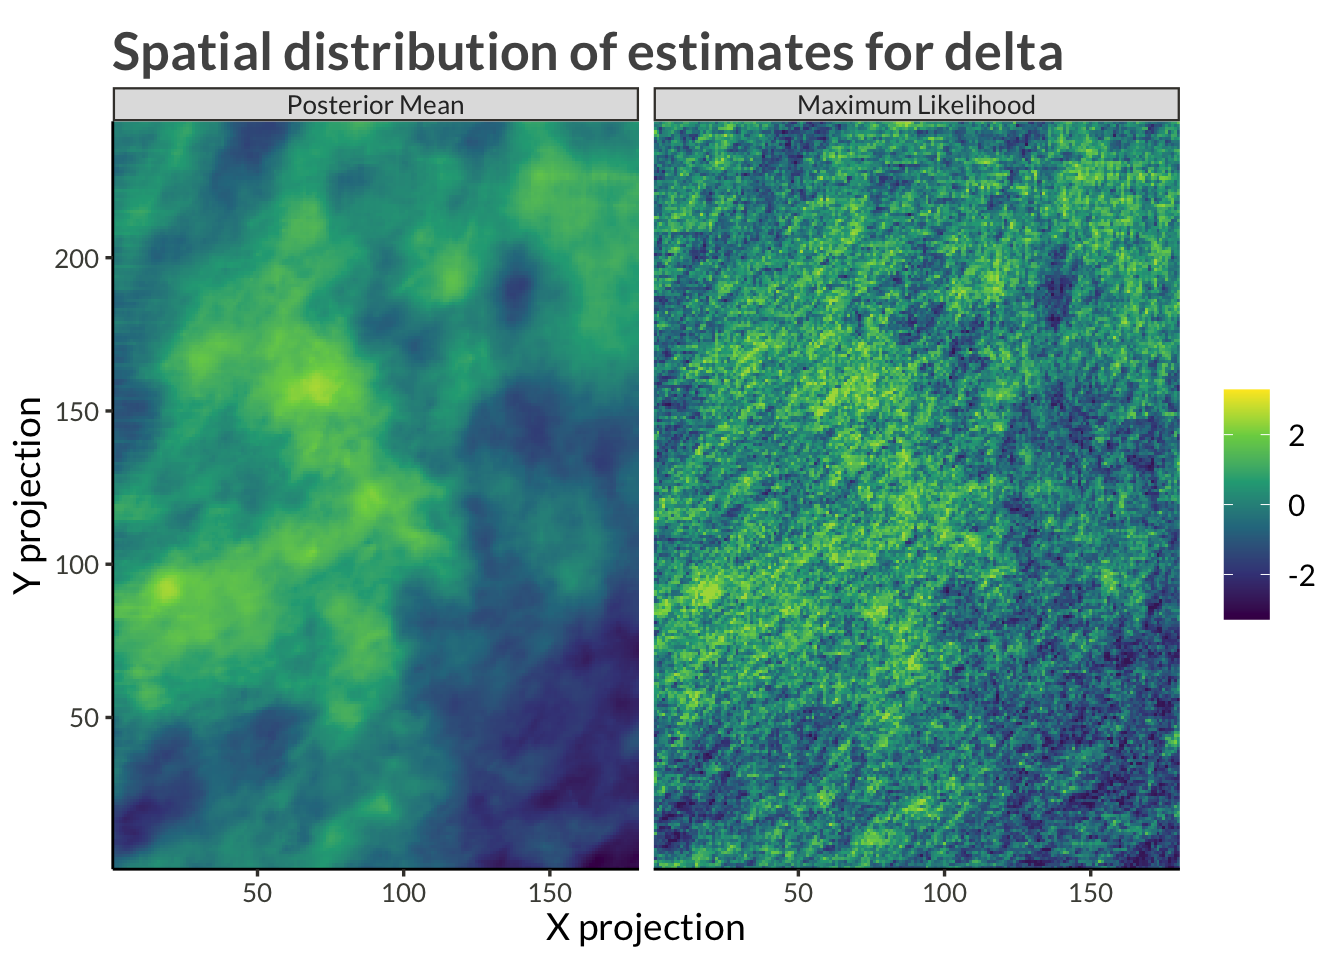 Spatial distribution of estimates for delta
Posterior Mean
Maximum Likelihood
Y projection
200
150
100
50
50
100
150
50
100
150
X projection
2
0
-2